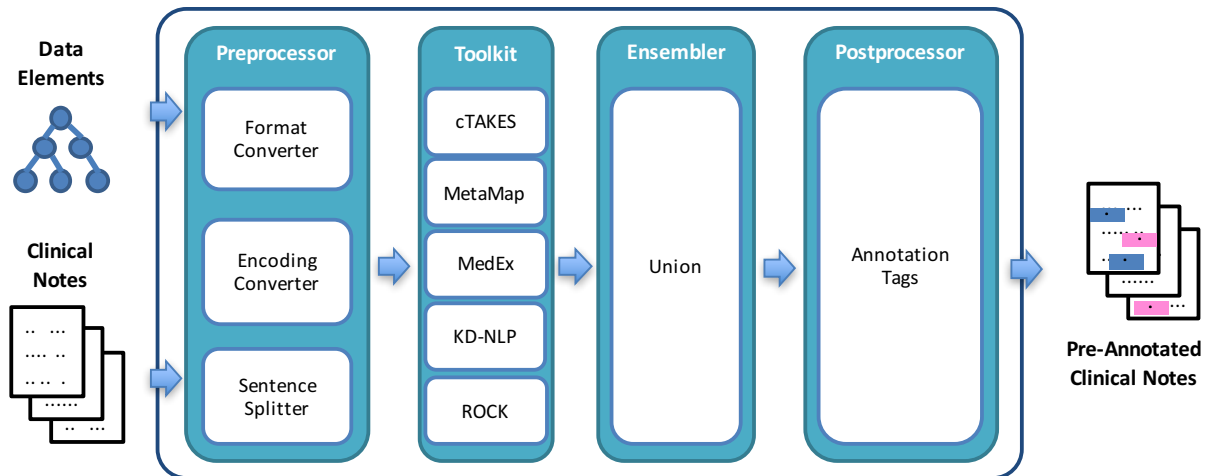 Data
Elements
Clinical
Notes
Preprocessor
Format
Converter
Encoding
Converter
Sentence
Splitter
Toolkit
cTAKES
MetaMap
MedEx
KD-NLP
ROCK
Ensembler
Union
Postprocessor
Annotation
Tags
Pre-Annotated
Clinical Notes